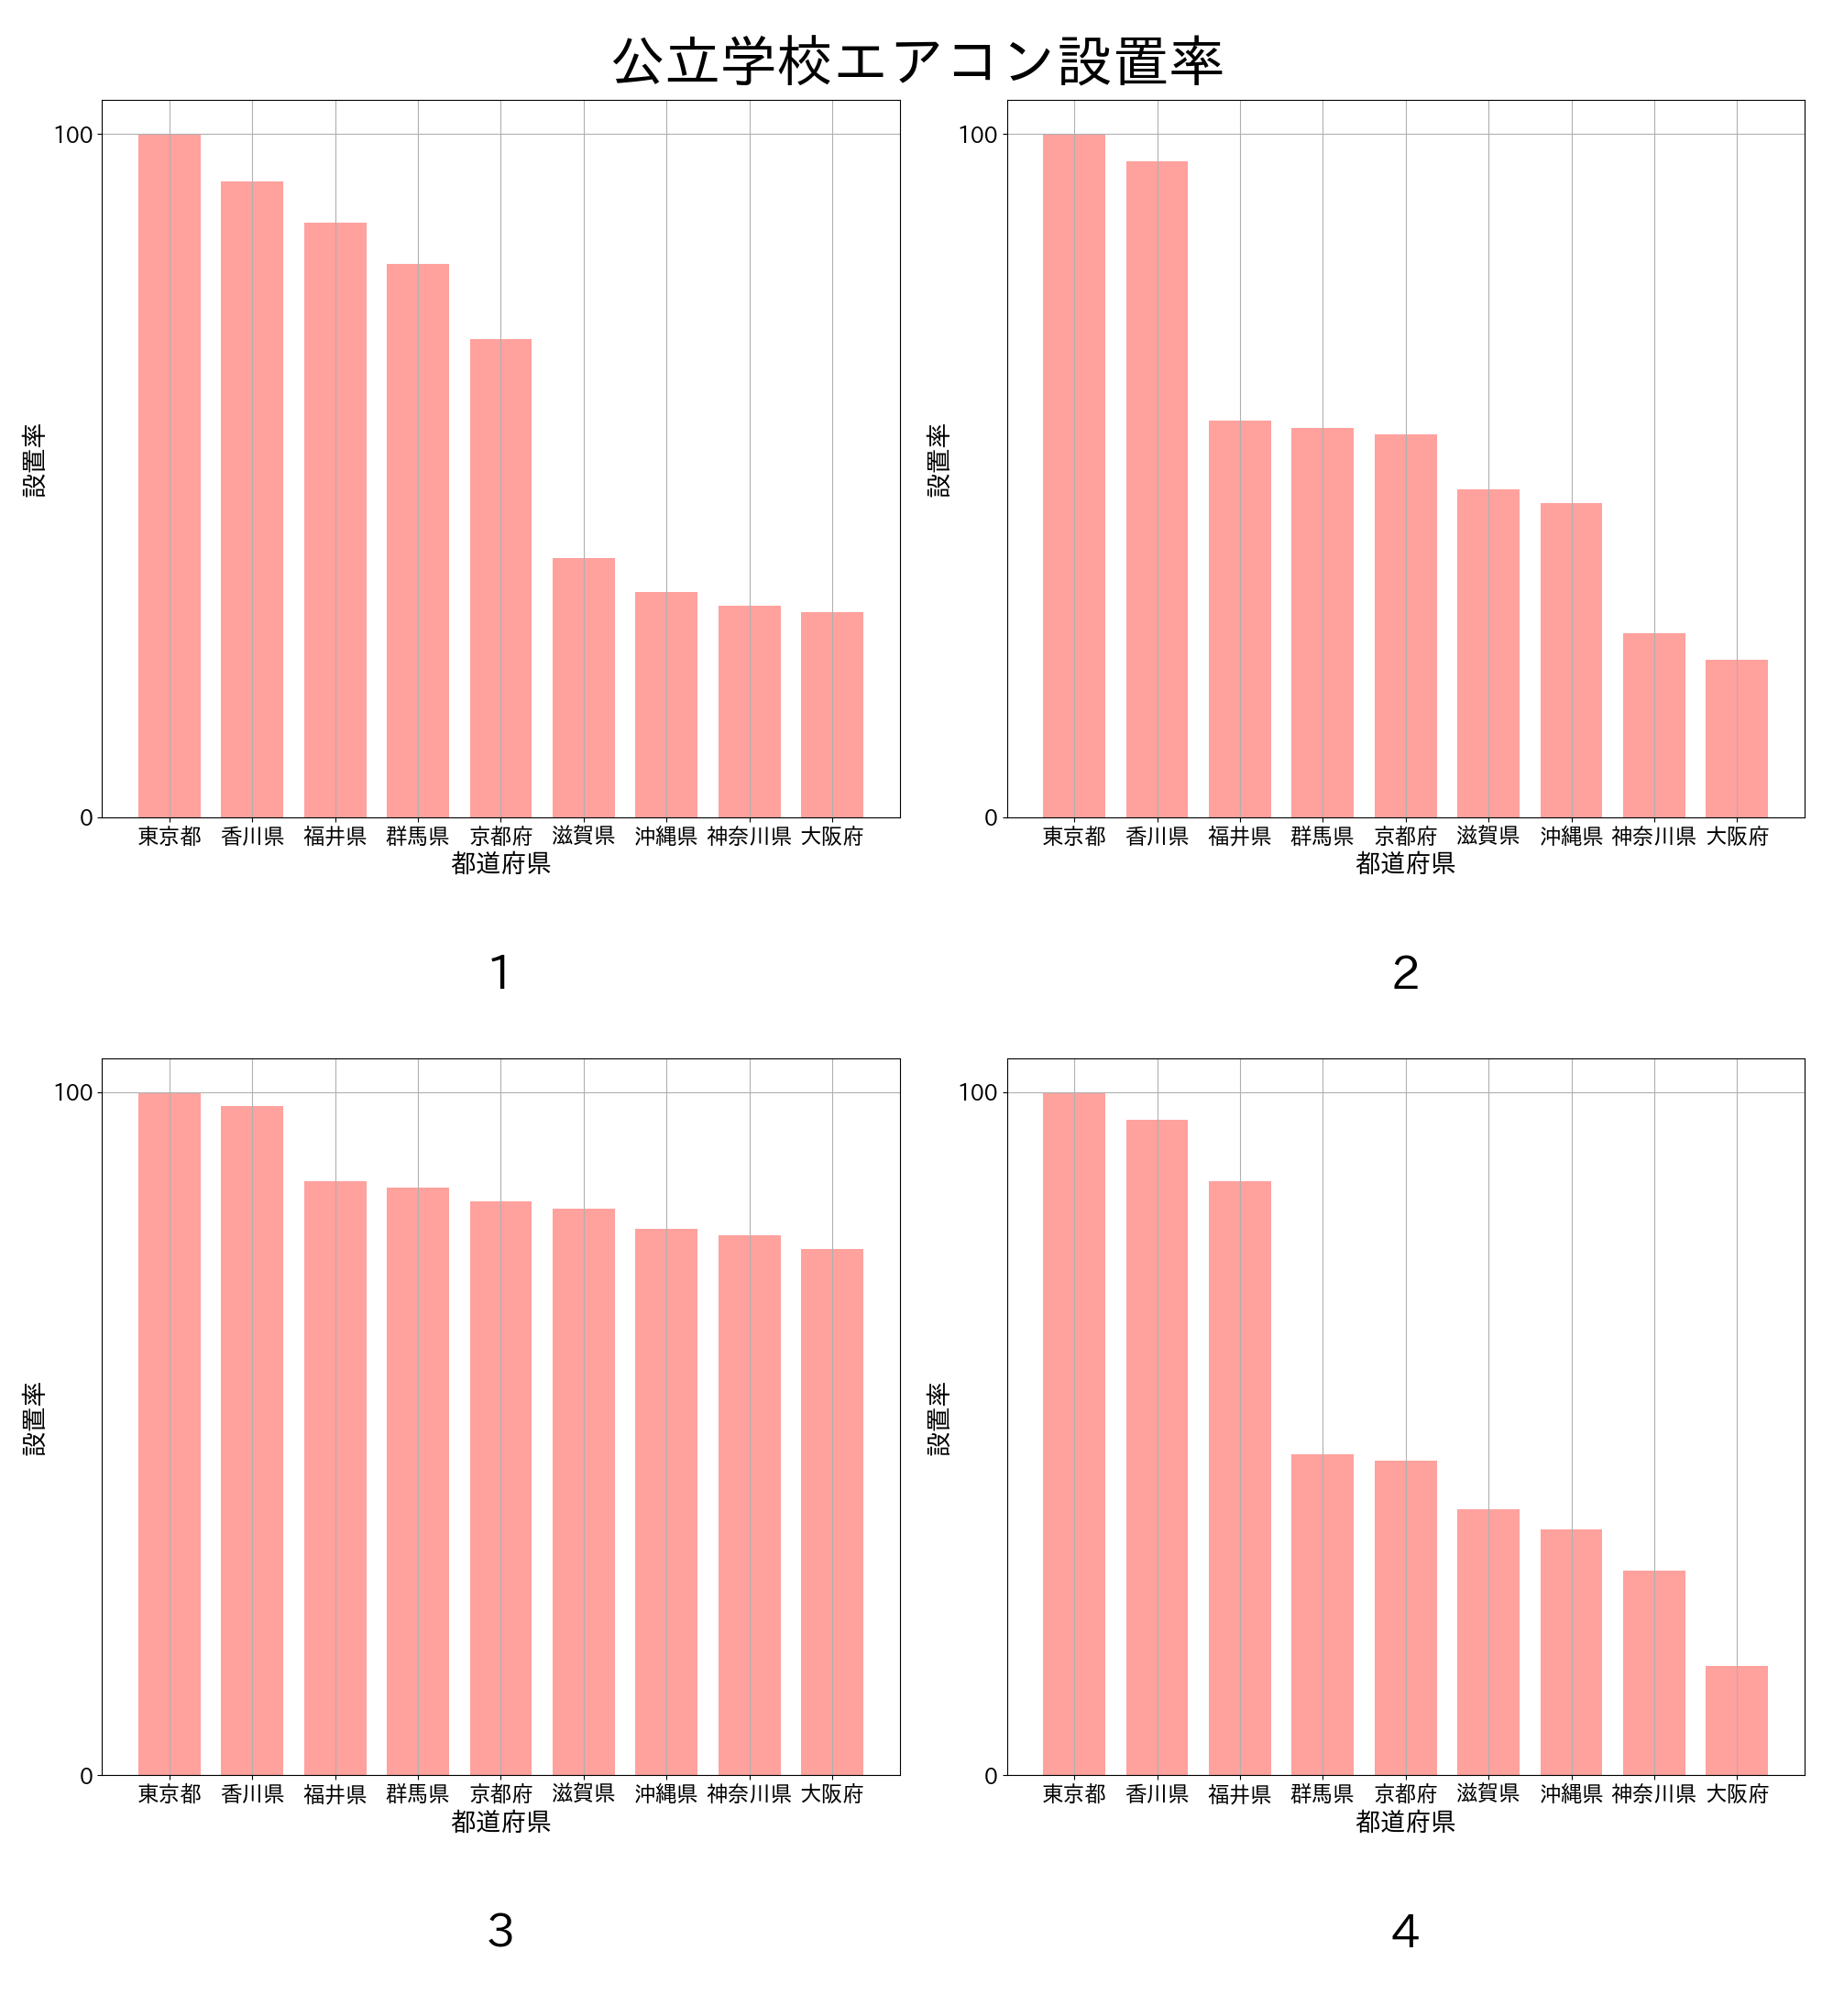 公立学校エアコン設置率
100
設置率
0
東京都 香川県 福井県 群馬県 京都府 滋賀県 沖縄県 神奈川県 大阪府
都道府県
1
100
設置率
0
東京都 香川県 福井県 群馬県 京都府 滋賀県 沖縄県 神奈川県 大阪府
都道府県
2
100
設置率
0
東京都 香川県 福井県 群馬県 京都府 滋賀県 沖縄県 神奈川県 大阪府
都道府県
3
100
設置率
0
東京都 香川県 福井県 群馬県 京都府 滋賀県 沖縄県 神奈川県 大阪府
都道府県
4